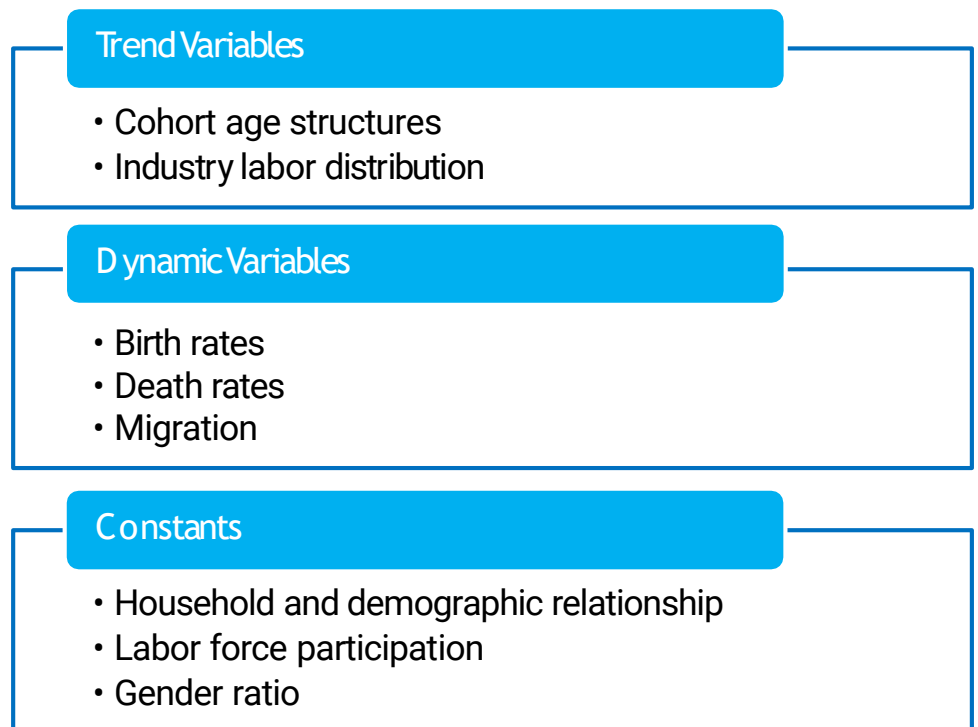 Trend Variables
• Cohort age structures
• Industry labor distribution
Dynamic Variables
• Birth rates
• Death rates
• Migration
Constants
• Household and demographic relationship
• Labor force participation
• Gender ratio